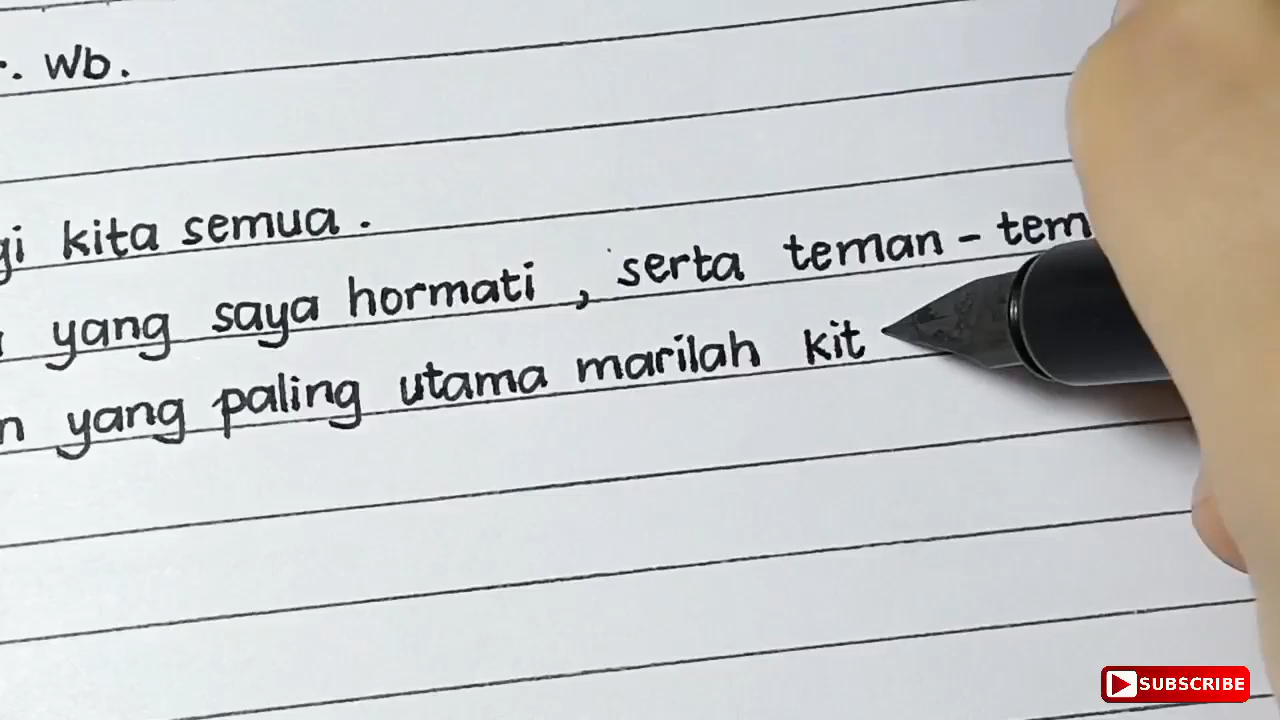 . Wb.
gi kita semua.
yang saya hormati, serta teman-tem
n yang paling utama marilah kit
SUBSCRIBE